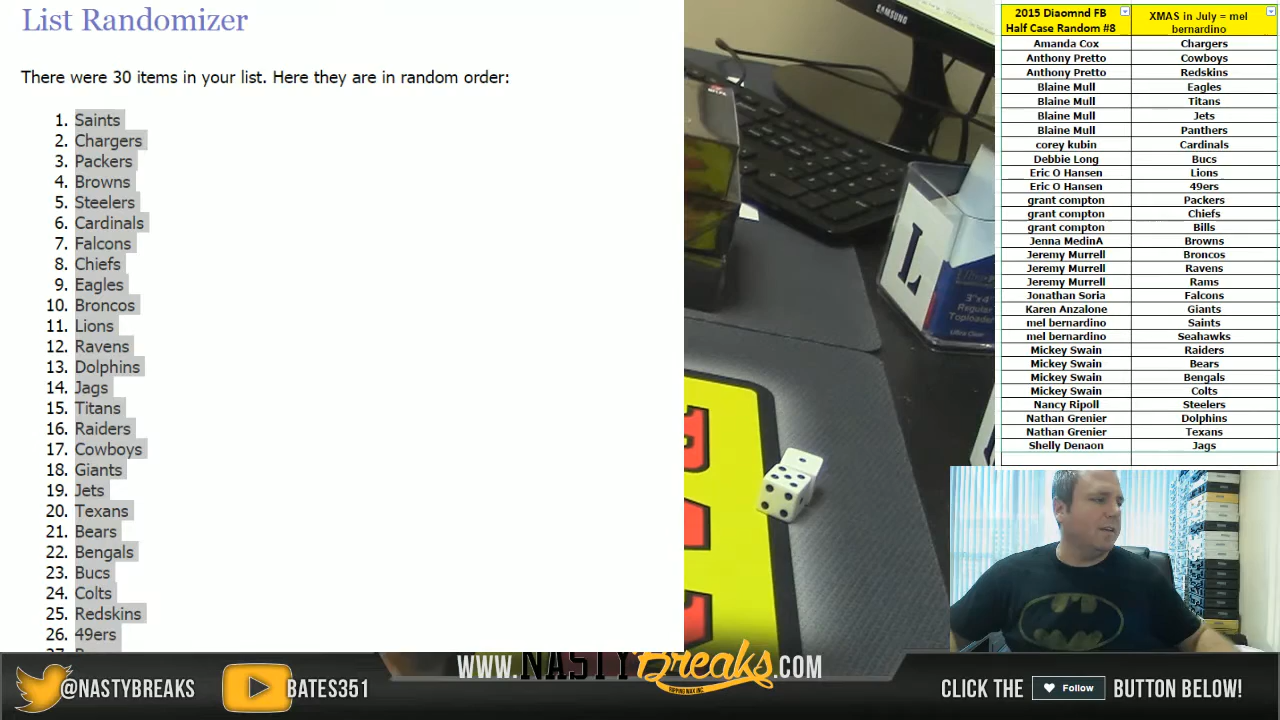 List Randomizer
There were 30 items in your list. Here they are in random order:
1. Saints
2. Chargers
3. Packers
4. Browns
5. Steelers
6. Cardinals
7. Falcons
8. Chiefs
9. Eagles
10. Broncos
11. Lions
12. Ravens
13. Dolphins
14. Jags
15. Titans
16. Raiders
17. Cowboys
18. Giants
19. Jets
20. Texans
21. Bears
22. Bengals
23. Bucs
24. Colts
25. Redskins
26. 49ers
SAMSUNG
L
3"x4"
Regular
Toploader
Ultra Clear
2015 Diaomnd FB
Half Case Random #8
XMAS in July = mel
bernardino
Amanda Cox Chargers
Anthony Pretto Cowboys
Anthony Pretto Redskins
Blaine Mull Eagles
Blaine Mull Titans
Blaine Mull Jets
Blaine Mull Panthers
corey kubin Cardinals
Debbie Long Bucs
Eric O Hansen Lions
Eric O Hansen 49ers
grant compton Packers
grant compton Chiefs
grant compton Bills
Jenna MedinA Browns
Jeremy Murrell Broncos
Jeremy Murrell Ravens
Jeremy Murrell Rams
Jonathan Soria Falcons
Karen Anzalone Giants
mel bernardino Saints
mel bernardino Seahawks
Mickey Swain Raiders
Mickey Swain Bears
Mickey Swain Bengals
Mickey Swain Colts
Nancy Ripoll Steelers
Nathan Grenier Dolphins
Nathan Grenier Texans
Shelly Denaon Jags
@NASTYBREAKS
BATES351
WWW.NASTYBreaks.COM
RIPPING WAX INC.
CLICK THE Follow BUTTON BELOW!